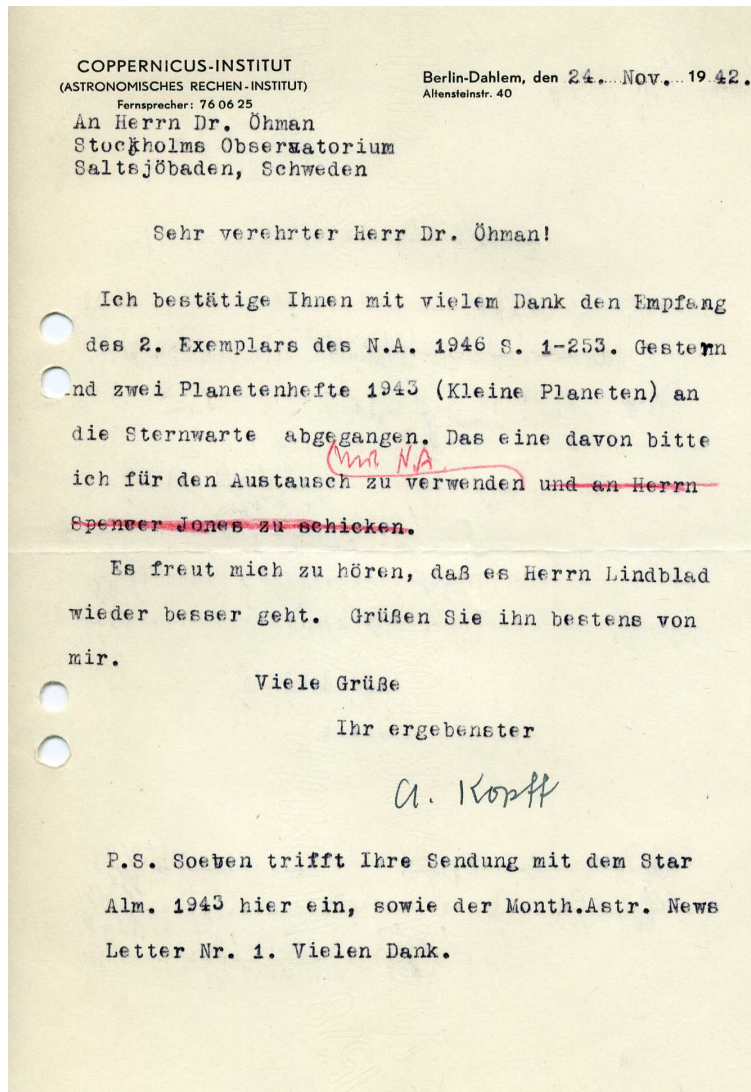 COPPERNICUS-INSTITUT
(ASTRONOMISCHES RECHEN-INSTITUT)
Fernsprecher: 76 06 25
Berlin-Dahlem, den 24. Nov. 1942.
Altensteinstr. 40
An Herrn Dr. Öhman
Stockholms Obserxatorium
Saltsjöbaden, Schweden
Sehr verehrter Herr Dr. Öhman!
Ich bestätige Ihnen mit vielem Dank den Empfang
des 2. Exemplars des N.A. 1946 S. 1-253. Gestern
nd zwei Planetenhefte 1943 (Kleine Planeten) an
die Sternwarte abgegangen. Das eine davon bitte
N.A.
ich für den Austausch zu verwenden und an Herrn
Spencer Jones zu schicken.
Es freut mich zu hören, daß es Herrn Lindblad
wieder besser geht. Grüßen Sie ihn bestens von
mir.
Viele Grüße
Ihr ergebenster
A. Kopff
P.S. Soeben trifft Ihre Sendung mit dem Star
Alm. 1943 hier ein, sowie der Month.Astr. News
Letter Nr. 1. Vielen Dank.